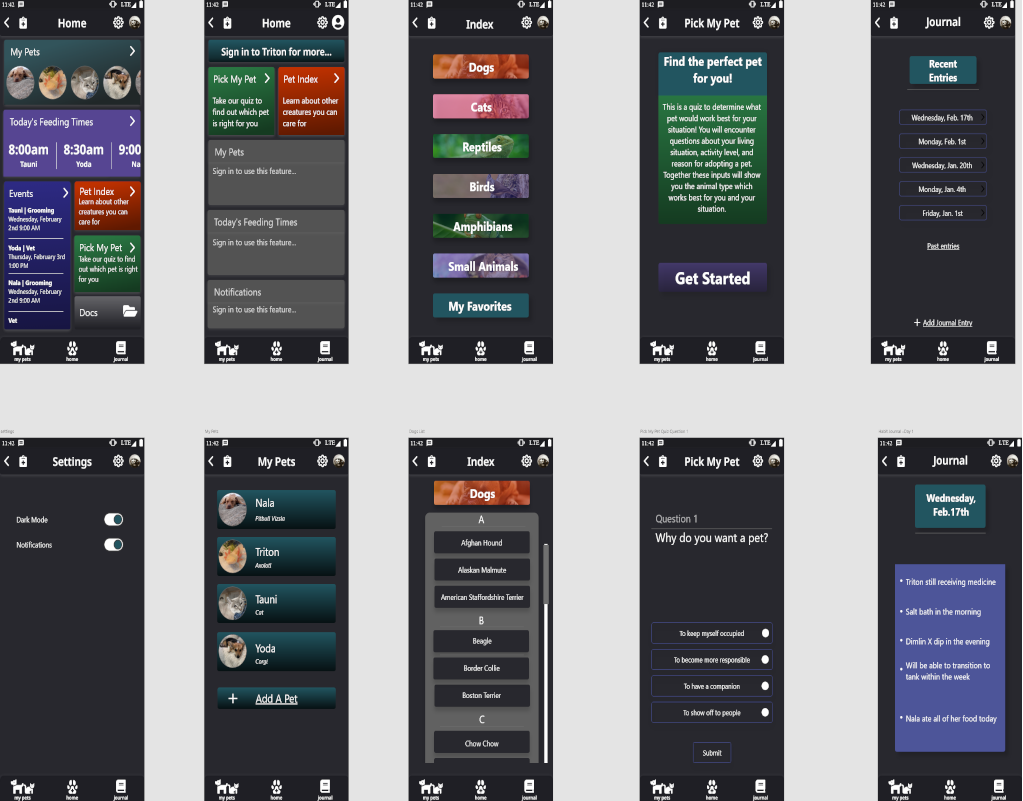 11:42 LTE
Home
My Pets
Today's Feeding Times
8:00am 8:30am 9:00
Tauni Yoda Na
Events
Tauni | Grooming
Wednesday, February
2nd 9:00 AM
Yoda | Vet
Thursday, February 3rd
1:00 PM
Nala | Grooming
Wednesday, February
2nd 9:00 AM
Vet
Pet Index
Learn about other
creatures you can
care for
Pick My Pet
Take our quiz to find
out which pet is right
for you
Docs
my pets home journal
11:42 LTE
Home
Sign in to Triton for more...
Pick My Pet
Take our quiz to
find out which pet
is right for you
Pet Index
Learn about other
creatures you can
care for
My Pets
Sign in to use this feature...
Today's Feeding Times
Sign in to use this feature...
Notifications
Sign in to use this feature...
my pets home journal
11:42 LTE
Index
Dogs
Cats
Reptiles
Birds
Amphibians
Small Animals
My Favorites
my pets home journal
11:42 LTE
Pick My Pet
Find the perfect pet
for you!
This is a quiz to determine what
pet would work best for your
situation! You will encounter
questions about your living
situation, activity level, and
reason for adopting a pet.
Together these inputs will show
you the animal type which
works best for you and your
situation.
Get Started
my pets home journal
11:42 LTE
Journal
Recent
Entries
Wednesday, Feb. 17th
Monday, Feb. 1st
Wednesday, Jan. 20th
Monday, Jan. 4th
Friday, Jan. 1st
Past entries
+ Add Journal Entry
my pets home journal
settings
11:42 LTE
Settings
Dark Mode
Notifications
my pets home journal
My Pets
11:42 LTE
My Pets
Nala
Pitbull Vizsla
Triton
Axolotl
Tauni
Cat
Yoda
Corgi
+ Add A Pet
my pets home journal
Dogs List
11:42 LTE
Index
Dogs
A
Afghan Hound
Alaskan Malmute
American Staffordshire Terrier
B
Beagle
Border Collie
Boston Terrier
C
Chow Chow
my pets home journal
Pick My Pet Quiz Question 1
11:42 LTE
Pick My Pet
Question 1
Why do you want a pet?
To keep myself occupied
To become more responsible
To have a companion
To show off to people
Submit
my pets home journal
Journal - Day 1
11:42 LTE
Journal
Wednesday,
Feb.17th
• Triton still receiving medicine
• Salt bath in the morning
• Dimlin X dip in the evening
• Will be able to transition to
tank within the week
• Nala ate all of her food today
my pets home journal